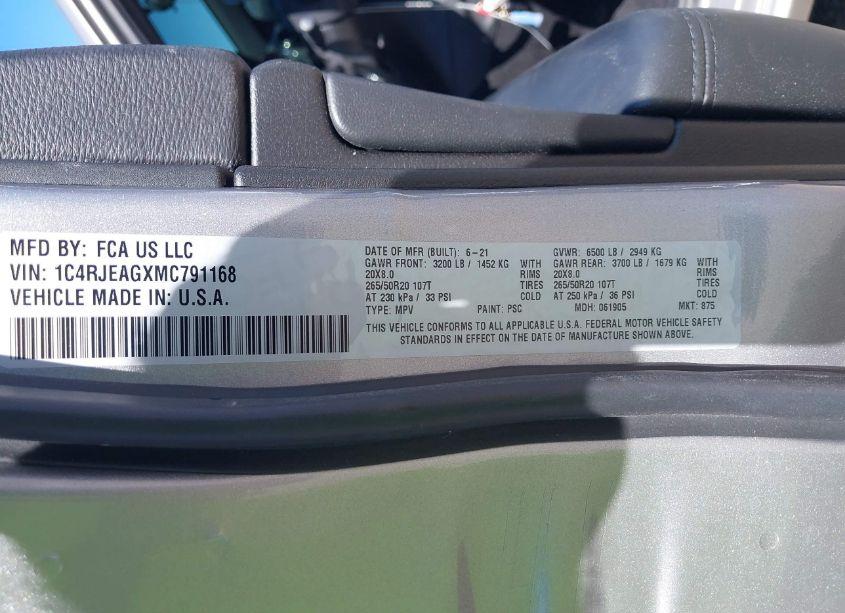 MFD BY: FCA US LLC
VIN: 1C4RJEAGXMC791168
VEHICLE MADE IN: U.S.A.
DATE OF MFR (BUILT): 6-21 GVWR: 6500 LB / 2949 KG
GAWR FRONT: 3200 LB / 1452 KG WITH GAWR REAR: 3700 LB / 1679 KG WITH
20X8.0 RIMS 20X8.0 RIMS
265/50R20 107T TIRES 265/50R20 107T TIRES
AT 230 kPa / 33 PSI COLD AT 250 kPa / 36 PSI COLD
TYPE: MPV PAINT: PSC MDH: 061905 MKT: 875
THIS VEHICLE CONFORMS TO ALL APPLICABLE U.S.A. FEDERAL MOTOR VEHICLE SAFETY
STANDARDS IN EFFECT ON THE DATE OF MANUFACTURE SHOWN ABOVE.